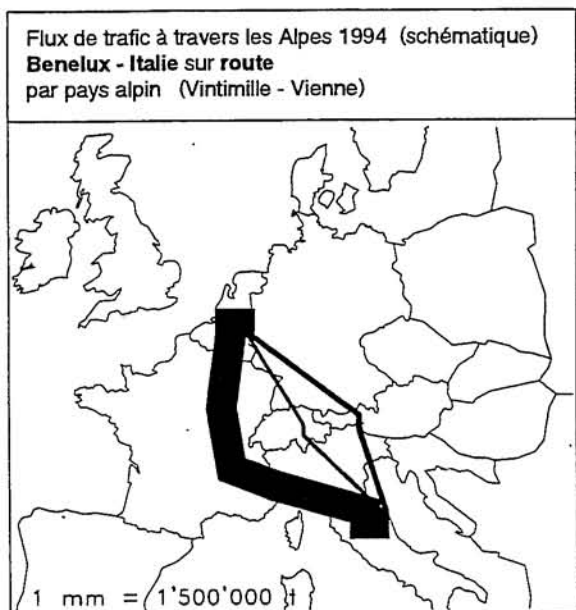 Flux de trafic à travers les Alpes 1994 (schématique)
Benelux - Italie sur route
par pays alpin (Vintimille - Vienne)
1 mm = 1'500'000 t